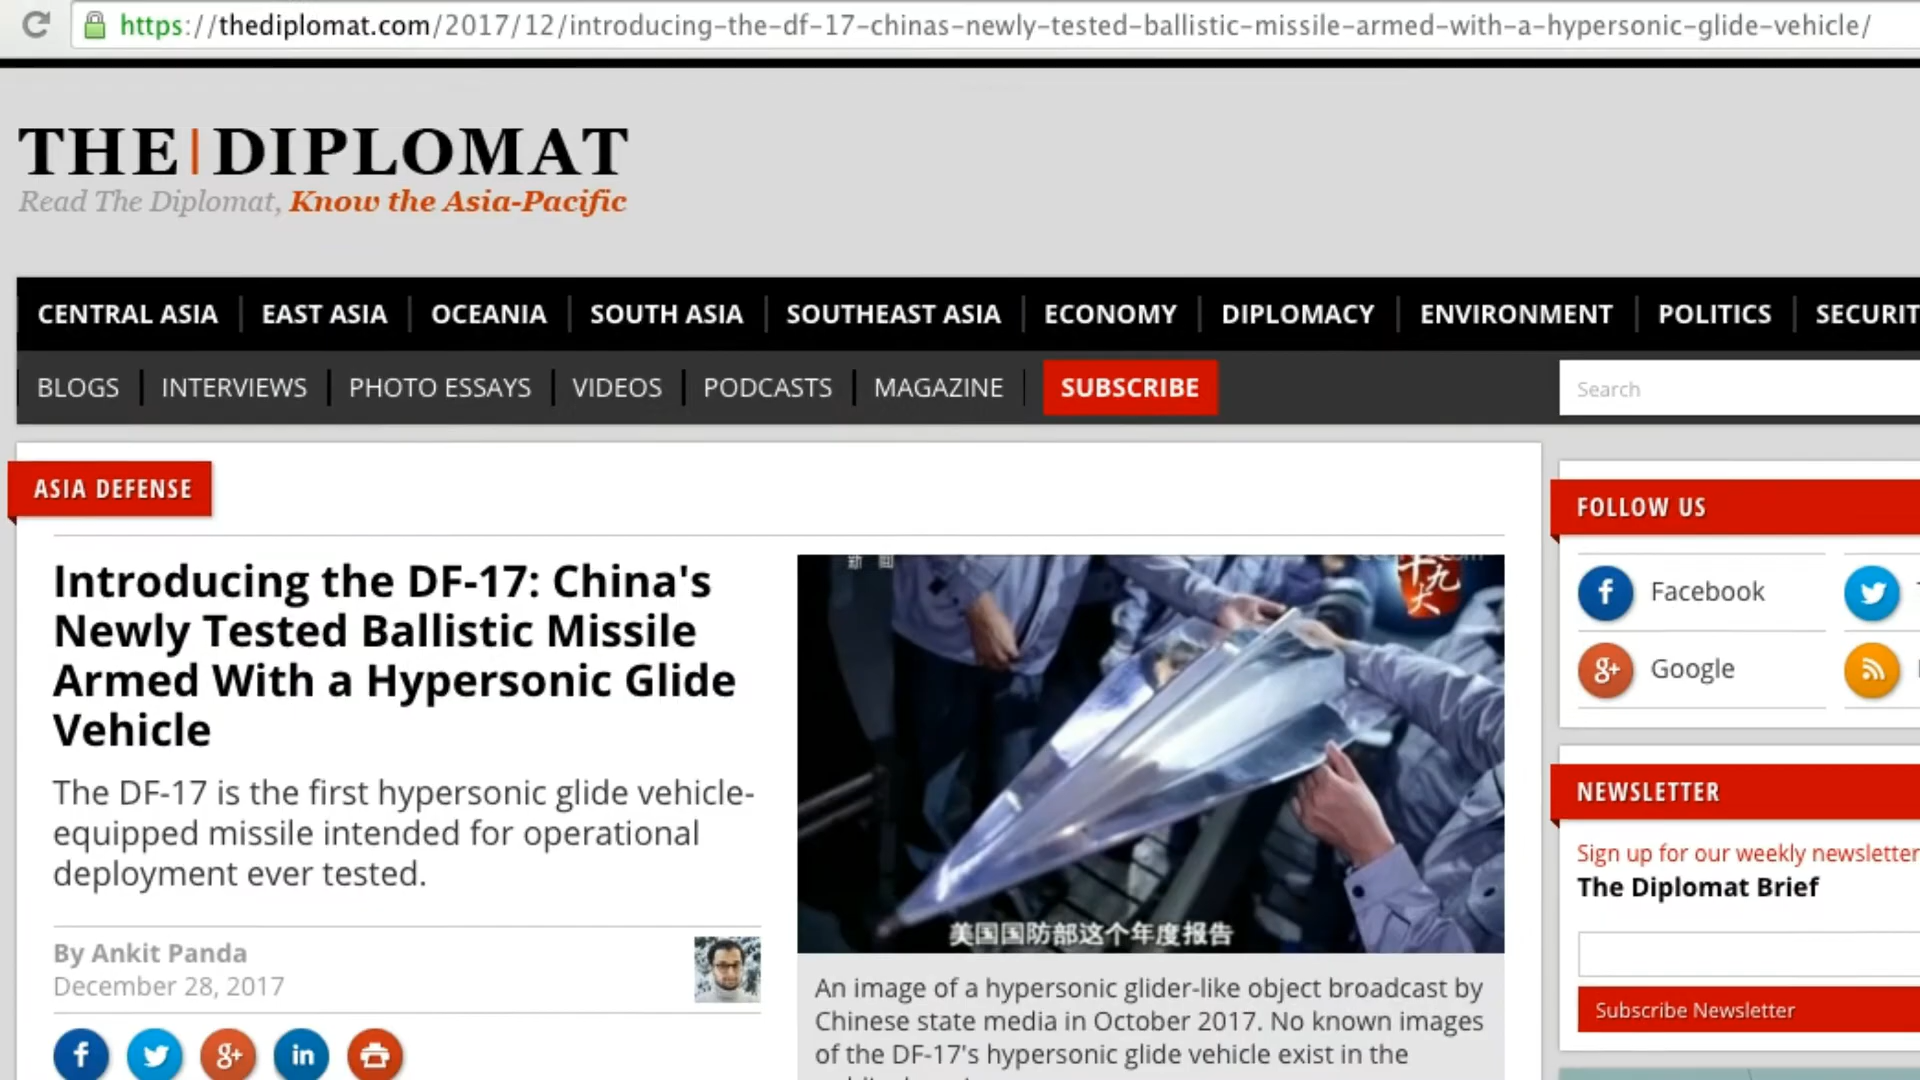 https://thediplomat.com/2017/12/introducing-the-df-17-chinas-newly-tested-ballistic-missile-armed-with-a-hypersonic-glide-vehicle/
THE|DIPLOMAT
Read The Diplomat, Know the Asia-Pacific
CENTRAL ASIA | EAST ASIA | OCEANIA | SOUTH ASIA | SOUTHEAST ASIA | ECONOMY | DIPLOMACY | ENVIRONMENT | POLITICS | SECURIT
BLOGS | INTERVIEWS | PHOTO ESSAYS | VIDEOS | PODCASTS | MAGAZINE | SUBSCRIBE
Search
ASIA DEFENSE
Introducing the DF-17: China's
Newly Tested Ballistic Missile
Armed With a Hypersonic Glide
Vehicle
The DF-17 is the first hypersonic glide vehicle-
equipped missile intended for operational
deployment ever tested.
By Ankit Panda
December 28, 2017
新 闻
十九大
美国国防部这个年度报告
An image of a hypersonic glider-like object broadcast by
Chinese state media in October 2017. No known images
of the DF-17's hypersonic glide vehicle exist in the
FOLLOW US
Facebook
Google
NEWSLETTER
Sign up for our weekly newsletter
The Diplomat Brief
Subscribe Newsletter